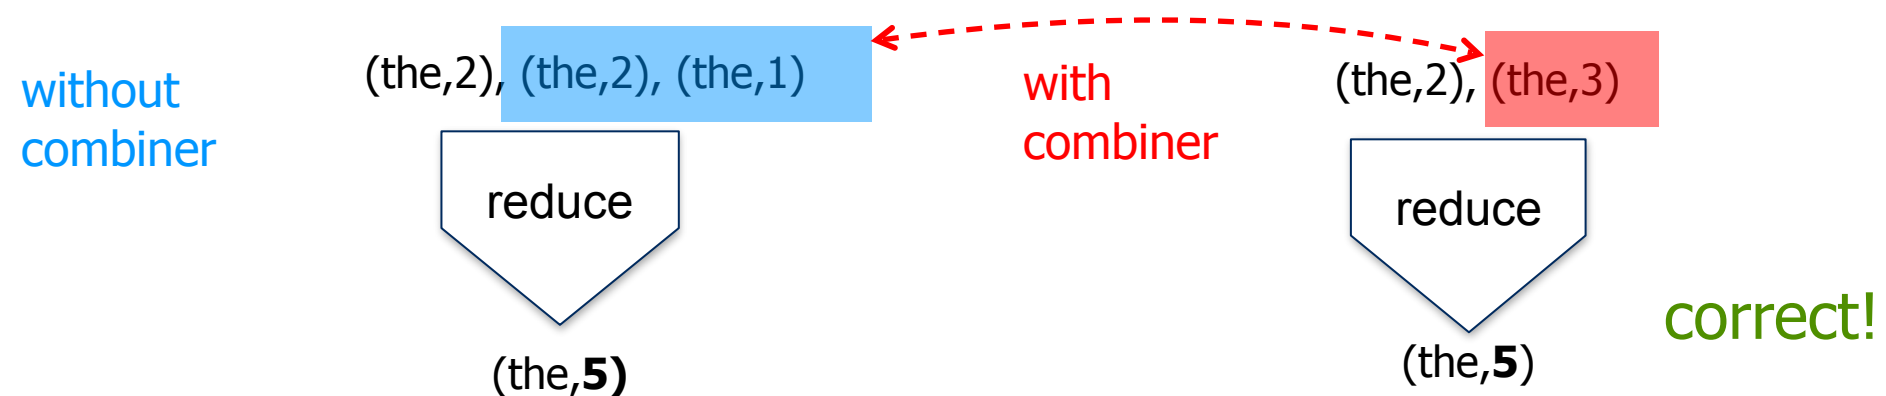 without
combiner
(the,2), (the,2), (the,1)
reduce
(the,5)
with
combiner
(the,2), (the,3)
reduce
(the,5)
correct!